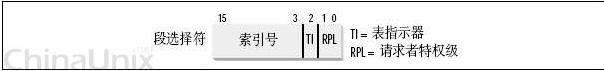 15 3 2 1 0
段选择符 索引号 TI RPL TI= 表指示器
RPL= 请求者特权级
ChinaUnix.net